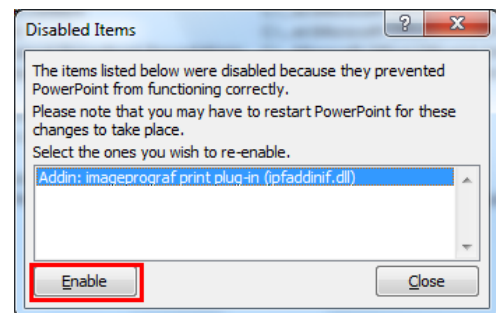 Disabled Items
The items listed below were disabled because they prevented
PowerPoint from functioning correctly.
Please note that you may have to restart PowerPoint for these
changes to take place.
Select the ones you wish to re-enable.
Addin: imageprograf print plug-in (ipfaddinif.dll)
Enable
Close